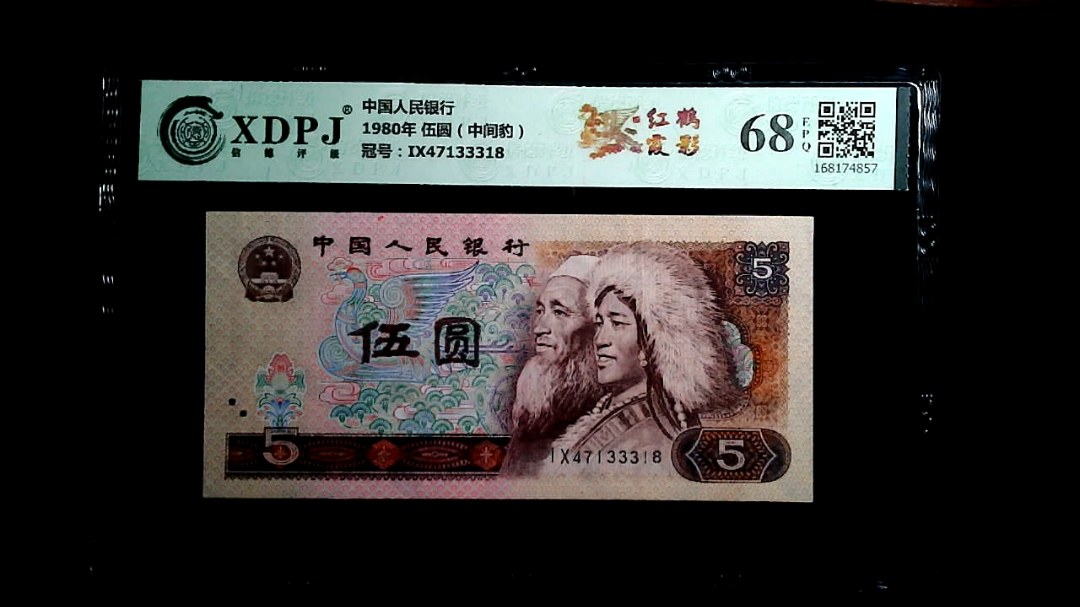 XDPJ®
信德评级
中国人民银行
1980年 伍圆（中间豹）
冠号：IX47133318
红鹤
霞影
68
EPQ
168174857
中国人民银行
5
伍圆
5
IX47133318
5